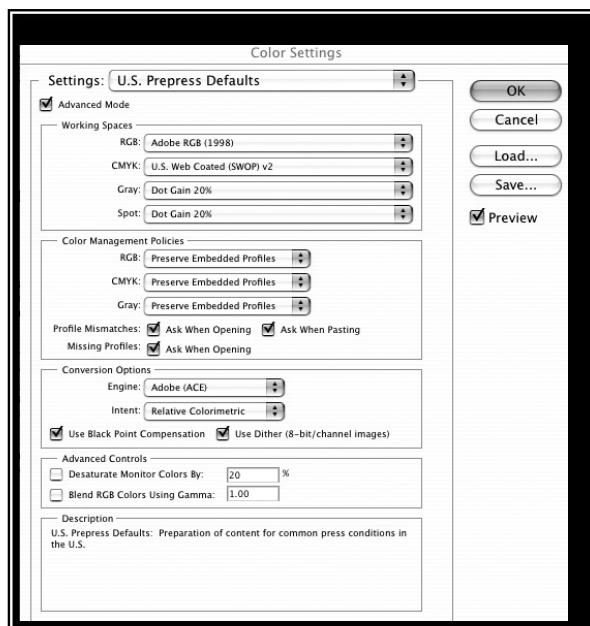 Color Settings
Settings: U.S. Prepress Defaults
Advanced Mode
Working Spaces
RGB: Adobe RGB (1998)
CMYK: U.S. Web Coated (SWOP) v2
Gray: Dot Gain 20%
Spot: Dot Gain 20%
Color Management Policies
RGB: Preserve Embedded Profiles
CMYK: Preserve Embedded Profiles
Gray: Preserve Embedded Profiles
Profile Mismatches: Ask When Opening Ask When Pasting
Missing Profiles: Ask When Opening
Conversion Options
Engine: Adobe (ACE)
Intent: Relative Colorimetric
Use Black Point Compensation Use Dither (8-bit/channel images)
Advanced Controls
Desaturate Monitor Colors By: 20 %
Blend RGB Colors Using Gamma: 1.00
Description
U.S. Prepress Defaults: Preparation of content for common press conditions in
the U.S.
OK
Cancel
Load...
Save...
Preview